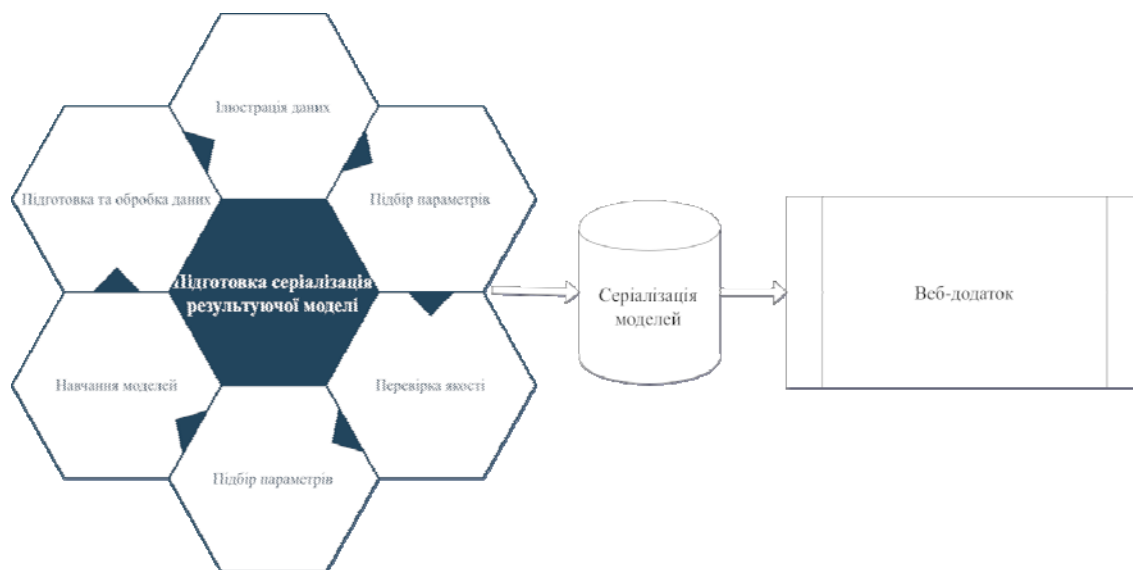 Ілюстрація даних
Підготовка та обробка даних
Підбір параметрів
Підготовка серіалізація
результуючої моделі
Серіалізація
моделей
Веб-додаток
Навчання моделей
Перевірка якості
Підбір параметрів